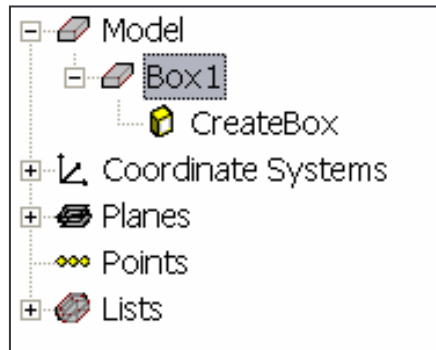 Model
Box1
CreateBox
Coordinate Systems
Planes
Points
Lists